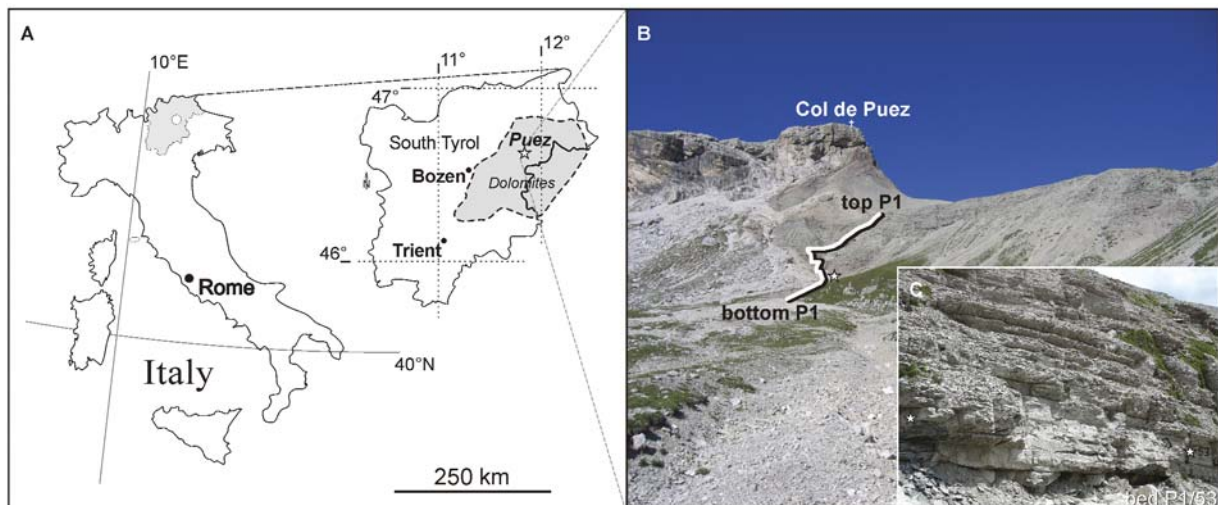 A
10°E
11°
12°
47°
South Tyrol
Puez
Bozen
Dolomites
Trient
46°
Rome
40°N
Italy
250 km
B
Col de Puez
top P1
bottom P1
C
53
bed P1/53